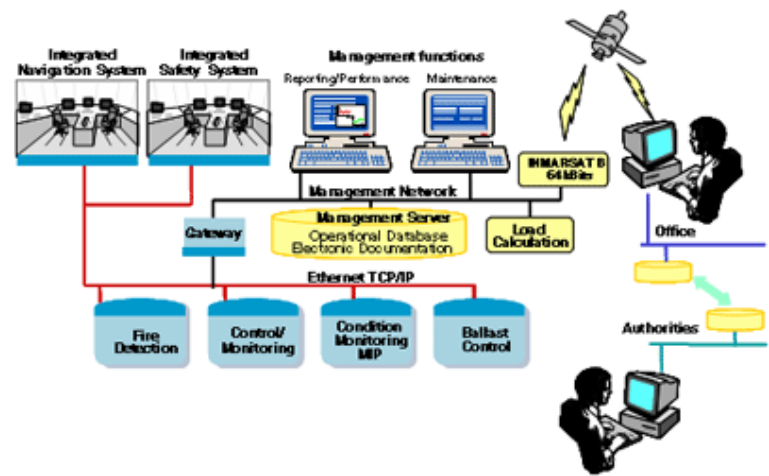 Integrated
Navigation System
Integrated
Safety System
Management functions
Reporting/Performance
Maintenance
INMARSAT B
64 kBits
Management Network
Gateway
Management Server
Operational Database
Electronic Documentation
Load
Calculation
Office
Ethernet TCP/IP
Fire
Detection
Control/
Monitoring
Condition
Monitoring
MIP
Ballast
Control
Authorities